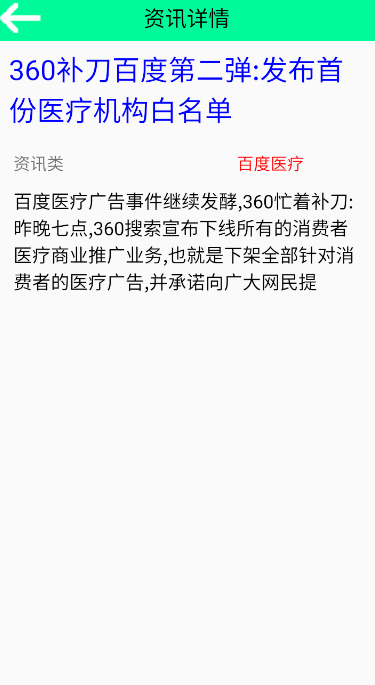 资讯详情
360补刀百度第二弹:发布首
份医疗机构白名单
资讯类
百度医疗
百度医疗广告事件继续发酵,360忙着补刀:
昨晚七点,360搜索宣布下线所有的消费者
医疗商业推广业务,也就是下架全部针对消
费者的医疗广告,并承诺向广大网民提